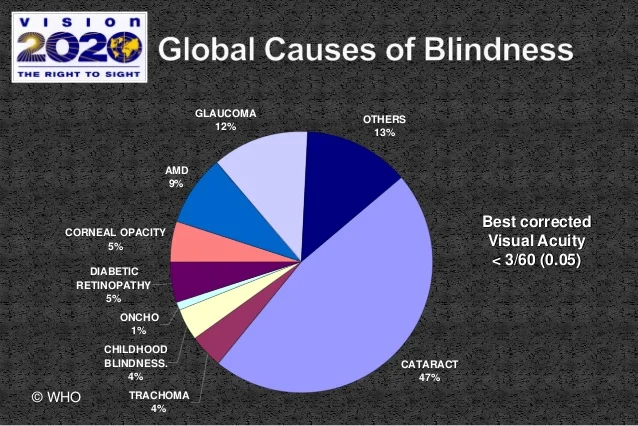 vision
2020
THE RIGHT TO SIGHT
Global Causes of Blindness
GLAUCOMA
12%
OTHERS
13%
AMD
9%
CORNEAL OPACITY
5%
DIABETIC
RETINOPATHY
5%
ONCHO
1%
CHILDHOOD
BLINDNESS.
4%
TRACHOMA
4%
CATARACT
47%
Best corrected
Visual Acuity
< 3/60 (0.05)
© WHO